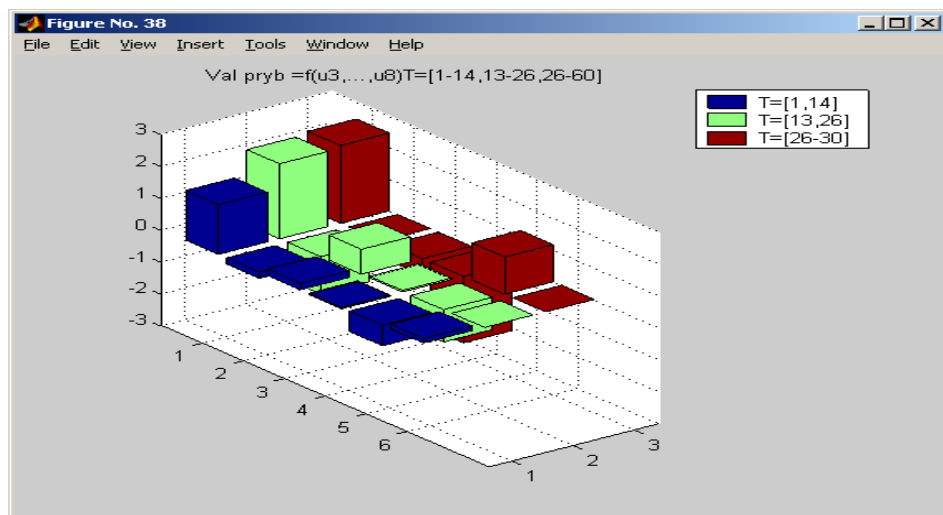 Figure No. 38
File Edit View Insert Tools Window Help
Val pryb =f(u3,...,u8)T=[1-14,13-26,26-60]
T=[1,14]
T=[13,26]
T=[26-30]
3
2
1
0
-1
-2
-3
1
2
3
4
5
6
1
2
3